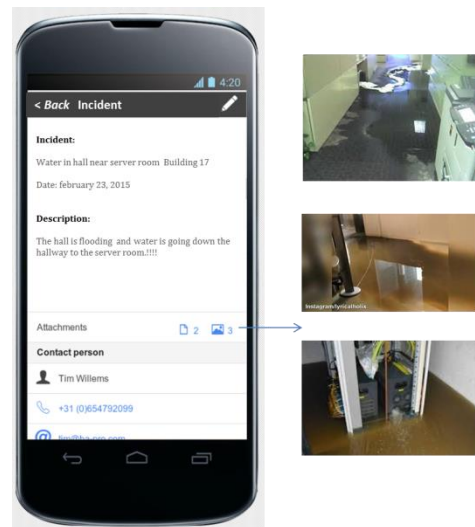 4:20
< Back Incident
Incident:
Water in hall near server room Building 17
Date: february 23, 2015
Description:
The hall is flooding and water is going down the
hallway to the server room.!!!!
Attachments 2 3
Contact person
Tim Willems
+31 (0)654792099